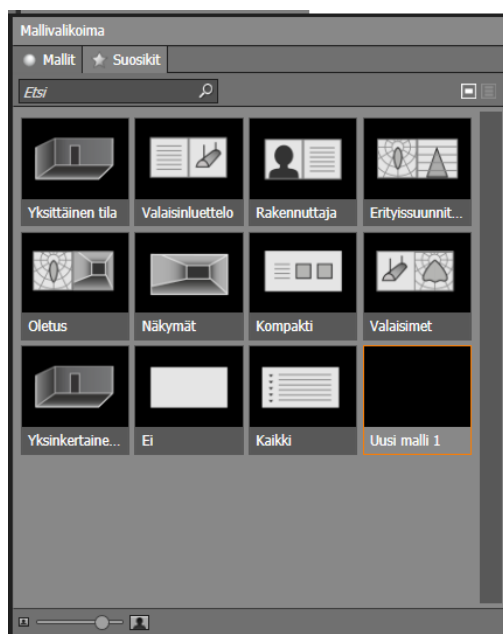 Mallivalikoima
Mallit
Suosikit
Etsi
Yksittäinen tila
Valaisinluettelo
Rakennuttaja
Erityissuunnit...
Oletus
Näkymät
Kompakti
Valaisimet
Yksinkertaine...
Ei
Kaikki
Uusi malli 1